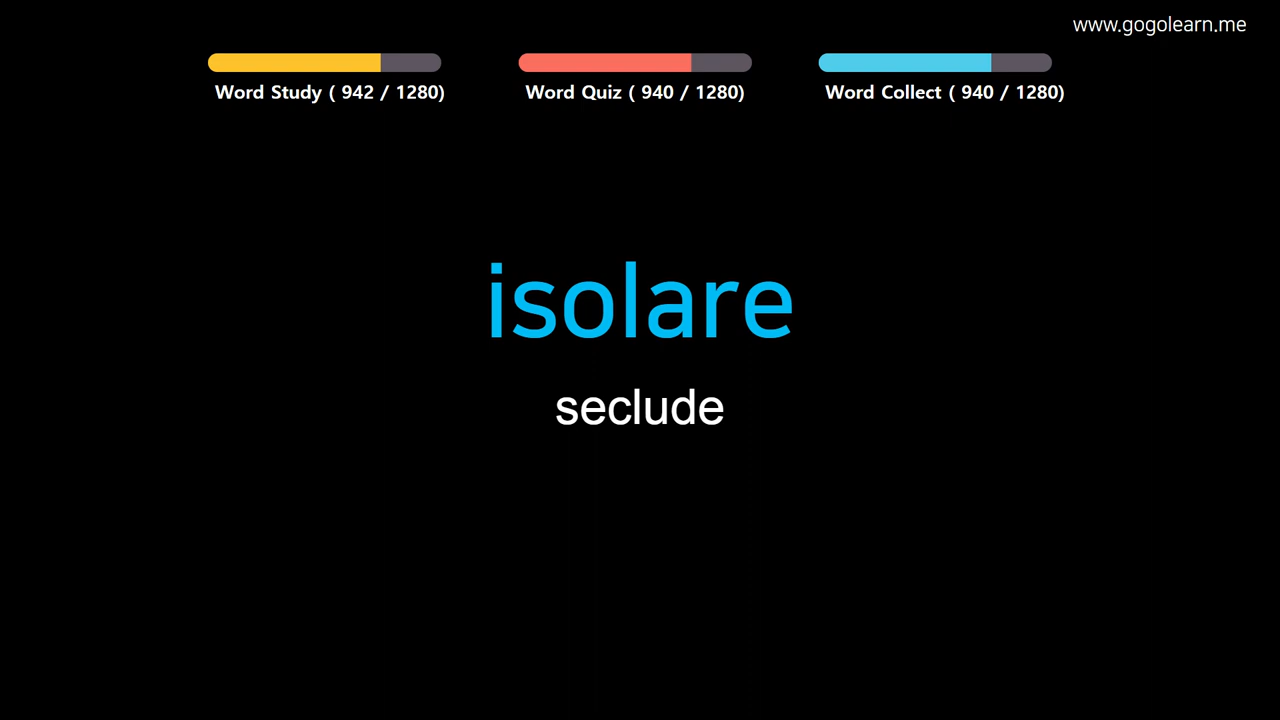 www.gogolearn.me
Word Study ( 942 / 1280)
Word Quiz ( 940 / 1280)
Word Collect ( 940 / 1280)
isolare
seclude